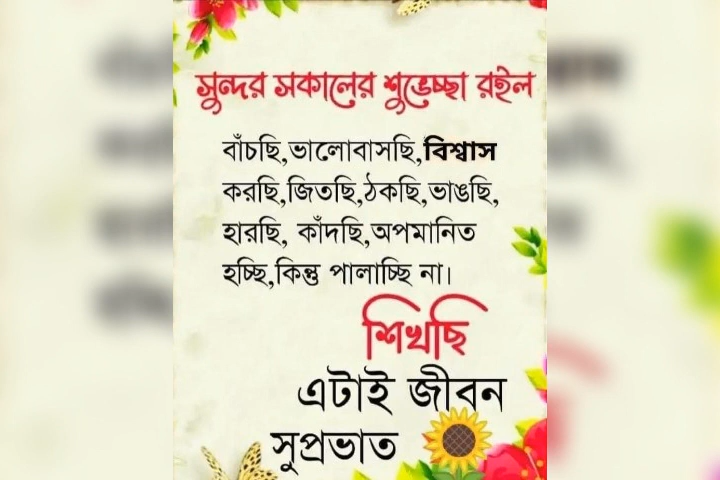 সুন্দর সকালের শুভেচ্ছা রইল
বাঁচছি,ভালোবাসছি,বিশ্বাস
করছি,জিতছি,ঠকছি,ভাঙছি,
হারছি, কাঁদছি,অপমানিত
হচ্ছি,কিন্তু পালাচ্ছি না।
শিখছি
এটাই জীবন
সুপ্রভাত